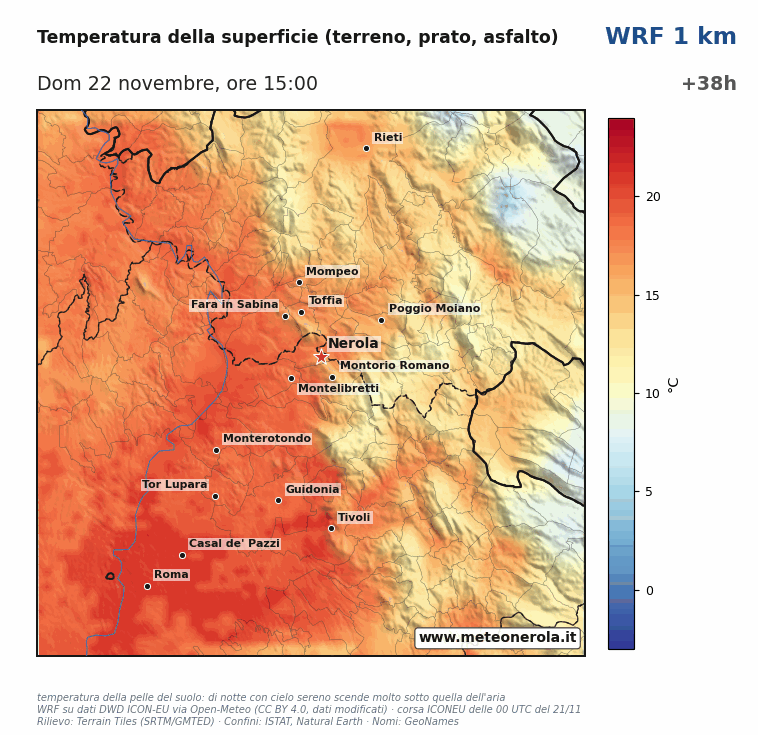 Temperatura della superficie (terreno, prato, asfalto)
WRF 1 km
Dom 22 novembre, ore 15:00
+38h
Rieti
Mompeo
Fara in Sabina
Toffia
Poggio Moiano
Nerola
Montorio Romano
Montelibretti
Monterotondo
Tor Lupara
Guidonia
Tivoli
Casal de' Pazzi
Roma
www.meteonerola.it
20
15
10
5
0
°C
temperatura della pelle del suolo: di notte con cielo sereno scende molto sotto quella dell'aria
WRF su dati DWD ICON-EU via Open-Meteo (CC BY 4.0, dati modificati) · corsa ICONEU delle 00 UTC del 21/11
Rilievo: Terrain Tiles (SRTM/GMTED) · Confini: ISTAT, Natural Earth · Nomi: GeoNames